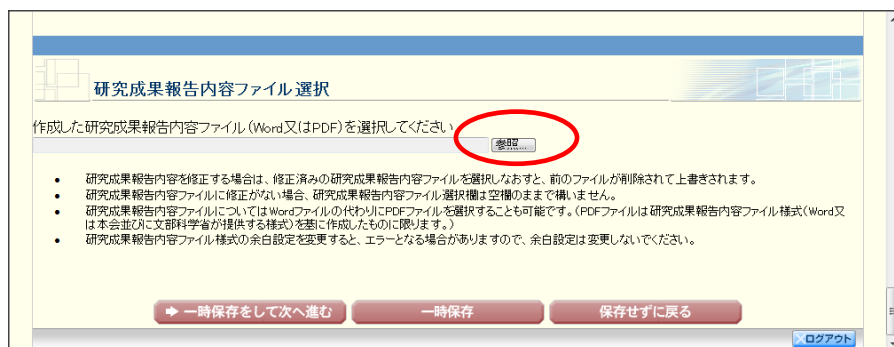 研究成果報告内容ファイル選択
作成した研究成果報告内容ファイル(Word又はPDF)を選択してください
参照...
• 研究成果報告内容を修正する場合は、修正済みの研究成果報告内容ファイルを選択しなおすと、前のファイルが削除されて上書きされます。
• 研究成果報告内容ファイルに修正がない場合、研究成果報告内容ファイル選択欄は空欄のままで構いません。
• 研究成果報告内容ファイルについてはWordファイルの代わりにPDFファイルを選択することも可能です。(PDFファイルは研究成果報告内容ファイル様式(Word又
は本会並びに文部科学省が提供する様式)を基に作成したものに限ります。)
• 研究成果報告内容ファイル様式の余白設定を変更すると、エラーとなる場合がありますので、余白設定は変更しないでください。
一時保存をして次へ進む
一時保存
保存せずに戻る
ログアウト